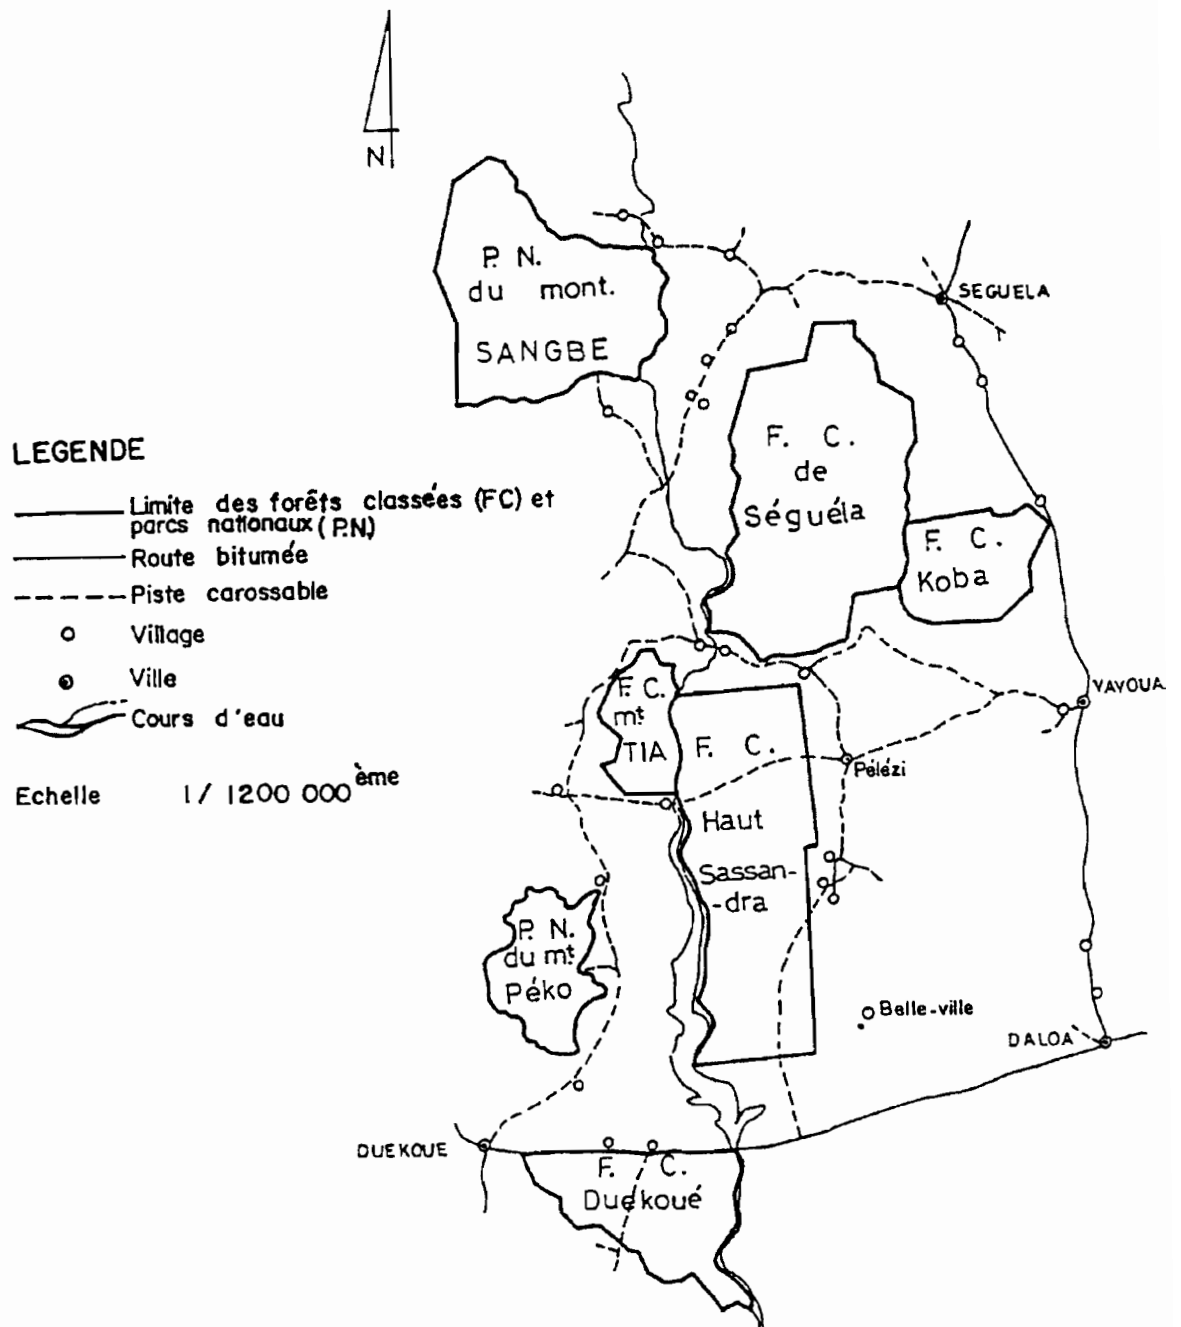 N
P. N.
du mont.
SANGBE
SEGUELA
LEGENDE
Limite des forêts classées (FC) et
parcs nationaux (P.N)
Route bitumée
Piste carossable
Village
Ville
Cours d'eau
Echelle 1/ 1200 000 ème
F. C.
de
Séguéla
F. C.
Koba
VAVOUA
F. C.
mt
TIA
F. C.
Haut
Sassan-
-dra
Pélézi
P. N.
du mt
Péko
Belle-ville
DALOA
DUEKOUE
F. C.
Duekoué